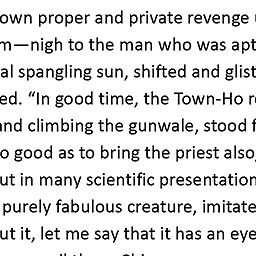 own proper and private revenge
m—nigh to the man who was apt
al spangling sun, shifted and glist
ed. “In good time, the Town-Ho
and climbing the gunwale, stood
o good as to bring the priest also,
ut in many scientific presentation
purely fabulous creature, imitate
ut it, let me say that it has an eye